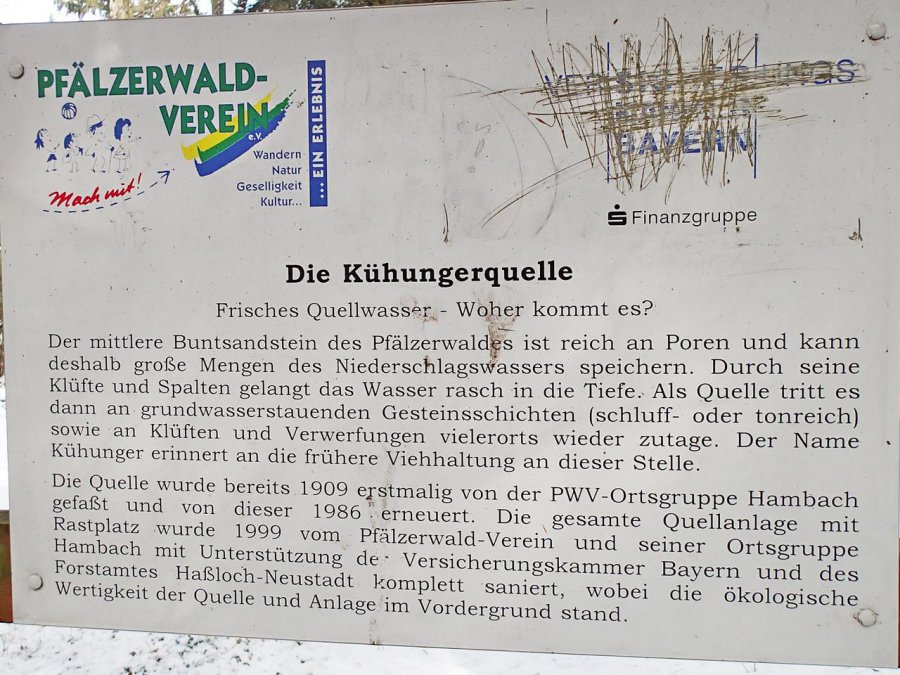 PFÄLZERWALD-
VEREIN e.V.
Wandern
Natur
Geselligkeit
Kultur...
... EIN ERLEBNIS
Mach mit!
BAYERN
Finanzgruppe
Die Kühungerquelle
Frisches Quellwasser - Woher kommt es?
Der mittlere Buntsandstein des Pfälzerwaldes ist reich an Poren und kann
deshalb große Mengen des Niederschlagswassers speichern. Durch seine
Klüfte und Spalten gelangt das Wasser rasch in die Tiefe. Als Quelle tritt es
dann an grundwasserstauenden Gesteinsschichten (schluff- oder tonreich)
sowie an Klüften und Verwerfungen vielerorts wieder zutage. Der Name
Kühunger erinnert an die frühere Viehhaltung an dieser Stelle.
Die Quelle wurde bereits 1909 erstmalig von der PWV-Ortsgruppe Hambach
gefaßt und von dieser 1986 erneuert. Die gesamte Quellanlage mit
Rastplatz wurde 1999 vom Pfälzerwald-Verein und seiner Ortsgruppe
Hambach mit Unterstützung der Versicherungskammer Bayern und des
Forstamtes Haßloch-Neustadt komplett saniert, wobei die ökologische
Wertigkeit der Quelle und Anlage im Vordergrund stand.